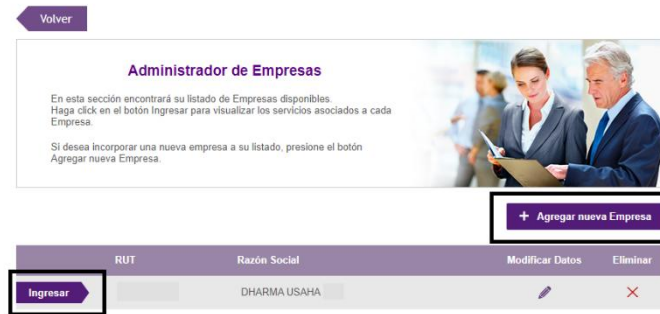 Volver
Administrador de Empresas
En esta sección encontrará su listado de Empresas disponibles.
Haga click en el botón Ingresar para visualizar los servicios asociados a cada
Empresa.
Si desea incorporar una nueva empresa a su listado, presione el botón
Agregar nueva Empresa.
+ Agregar nueva Empresa
RUT Razón Social Modificar Datos Eliminar
Ingresar DHARMA USAHA